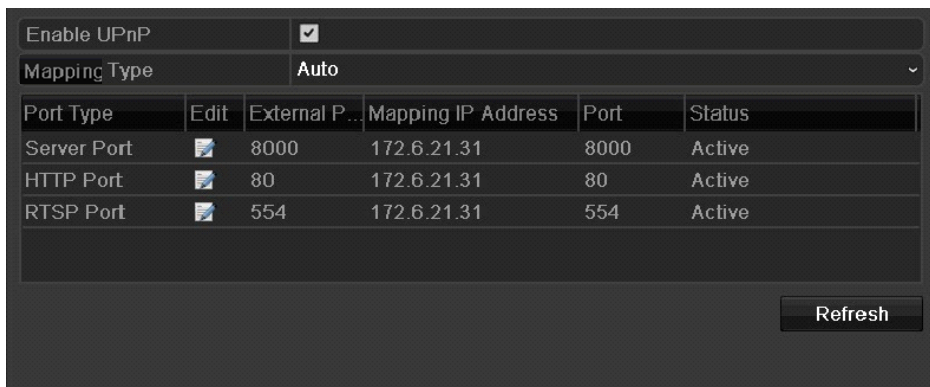 Enable UPnP
Mapping Type Auto
Port Type Edit External P... Mapping IP Address Port Status
Server Port 8000 172.6.21.31 8000 Active
HTTP Port 80 172.6.21.31 80 Active
RTSP Port 554 172.6.21.31 554 Active
Refresh